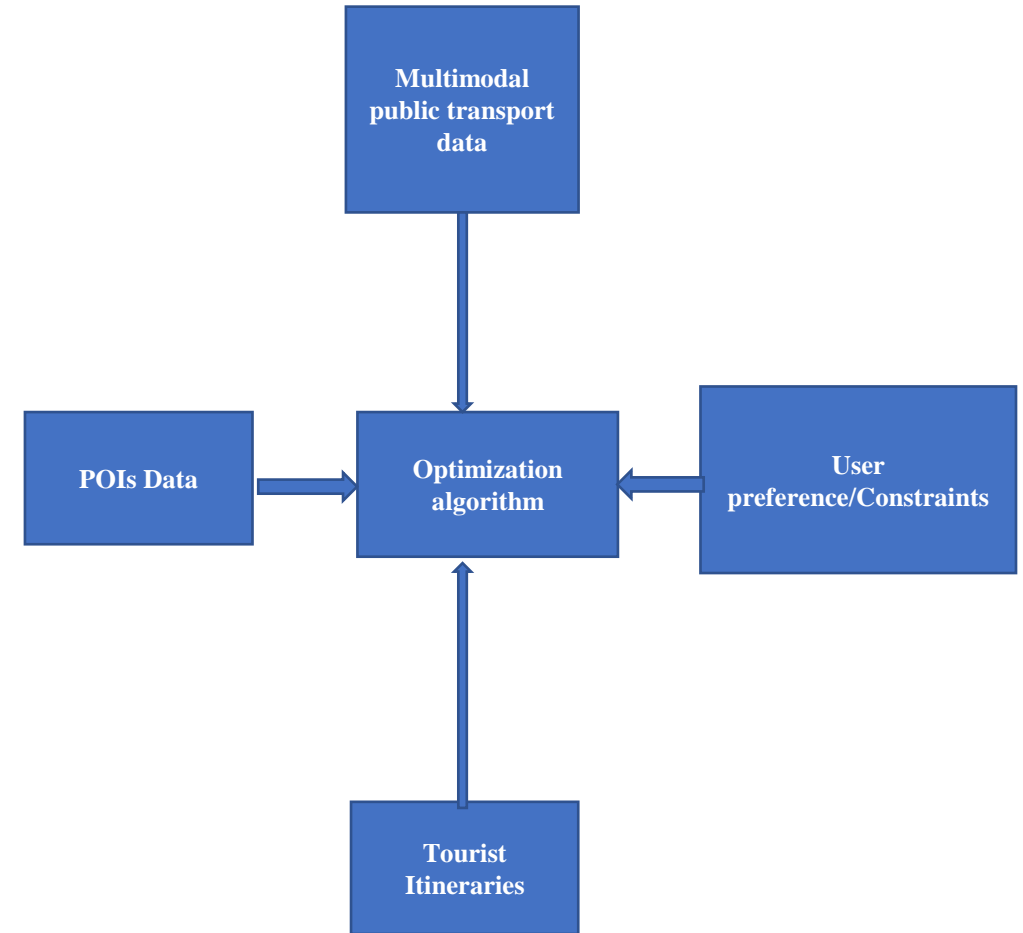 Multimodal
public transport
data
POIs Data
Optimization
algorithm
User
preference/Constraints
Tourist
Itineraries